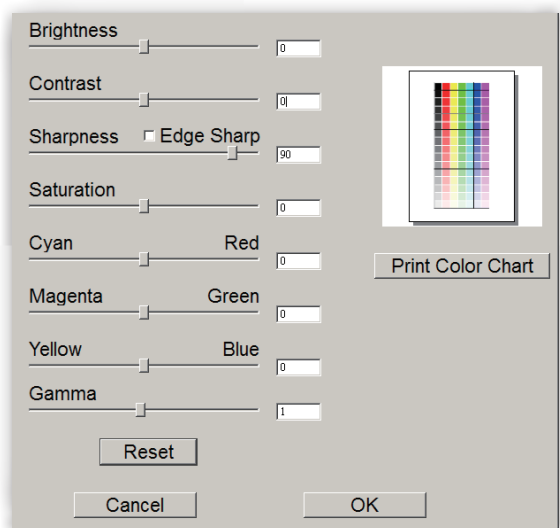 Brightness
0
Contrast
0
Sharpness Edge Sharp
90
Saturation
0
Cyan Red
0
Print Color Chart
Magenta Green
0
Yellow Blue
0
Gamma
1
Reset
Cancel OK